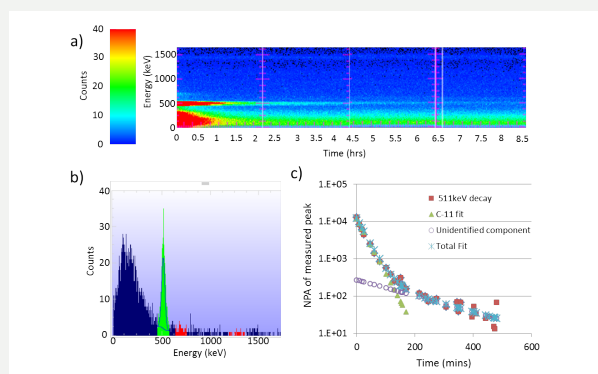 a)
40
30
20
10
0
Counts
Energy (keV)
1500
1000
500
0
0 0.5 1 1.5 2 2.5 3 3.5 4 4.5 5 5.5 6 6.5 7 7.5 8 8.5
Time (hrs)
b)
40
30
20
10
0
Counts
0 500 1000 1500
Energy (keV)
c)
1.E+05
1.E+04
1.E+03
1.E+02
1.E+01
NPA of measured peak
511keV decay
C-11 fit
Unidentified component
Total Fit
0 200 400 600
Time (mins)